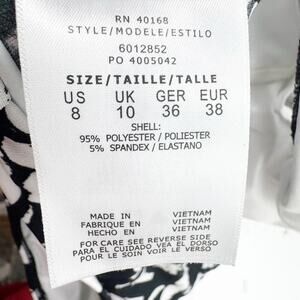 RN 40168
STYLE/MODELE/ESTILO
6012852
PO 4005042
SIZE/TAILLE/TALLE
US UK GER EUR
8 10 36 38
SHELL:
95% POLYESTER / POLIESTER
5% SPANDEX / ELASTANO
MADE IN VIETNAM
FABRIQUE EN VIETNAM
HECHO EN VIETNAM
FOR CARE SEE REVERSE SIDE
PARA EL CUIDADO VEA EL DORSO
POUR LE SOIN VOIR LE VERSO